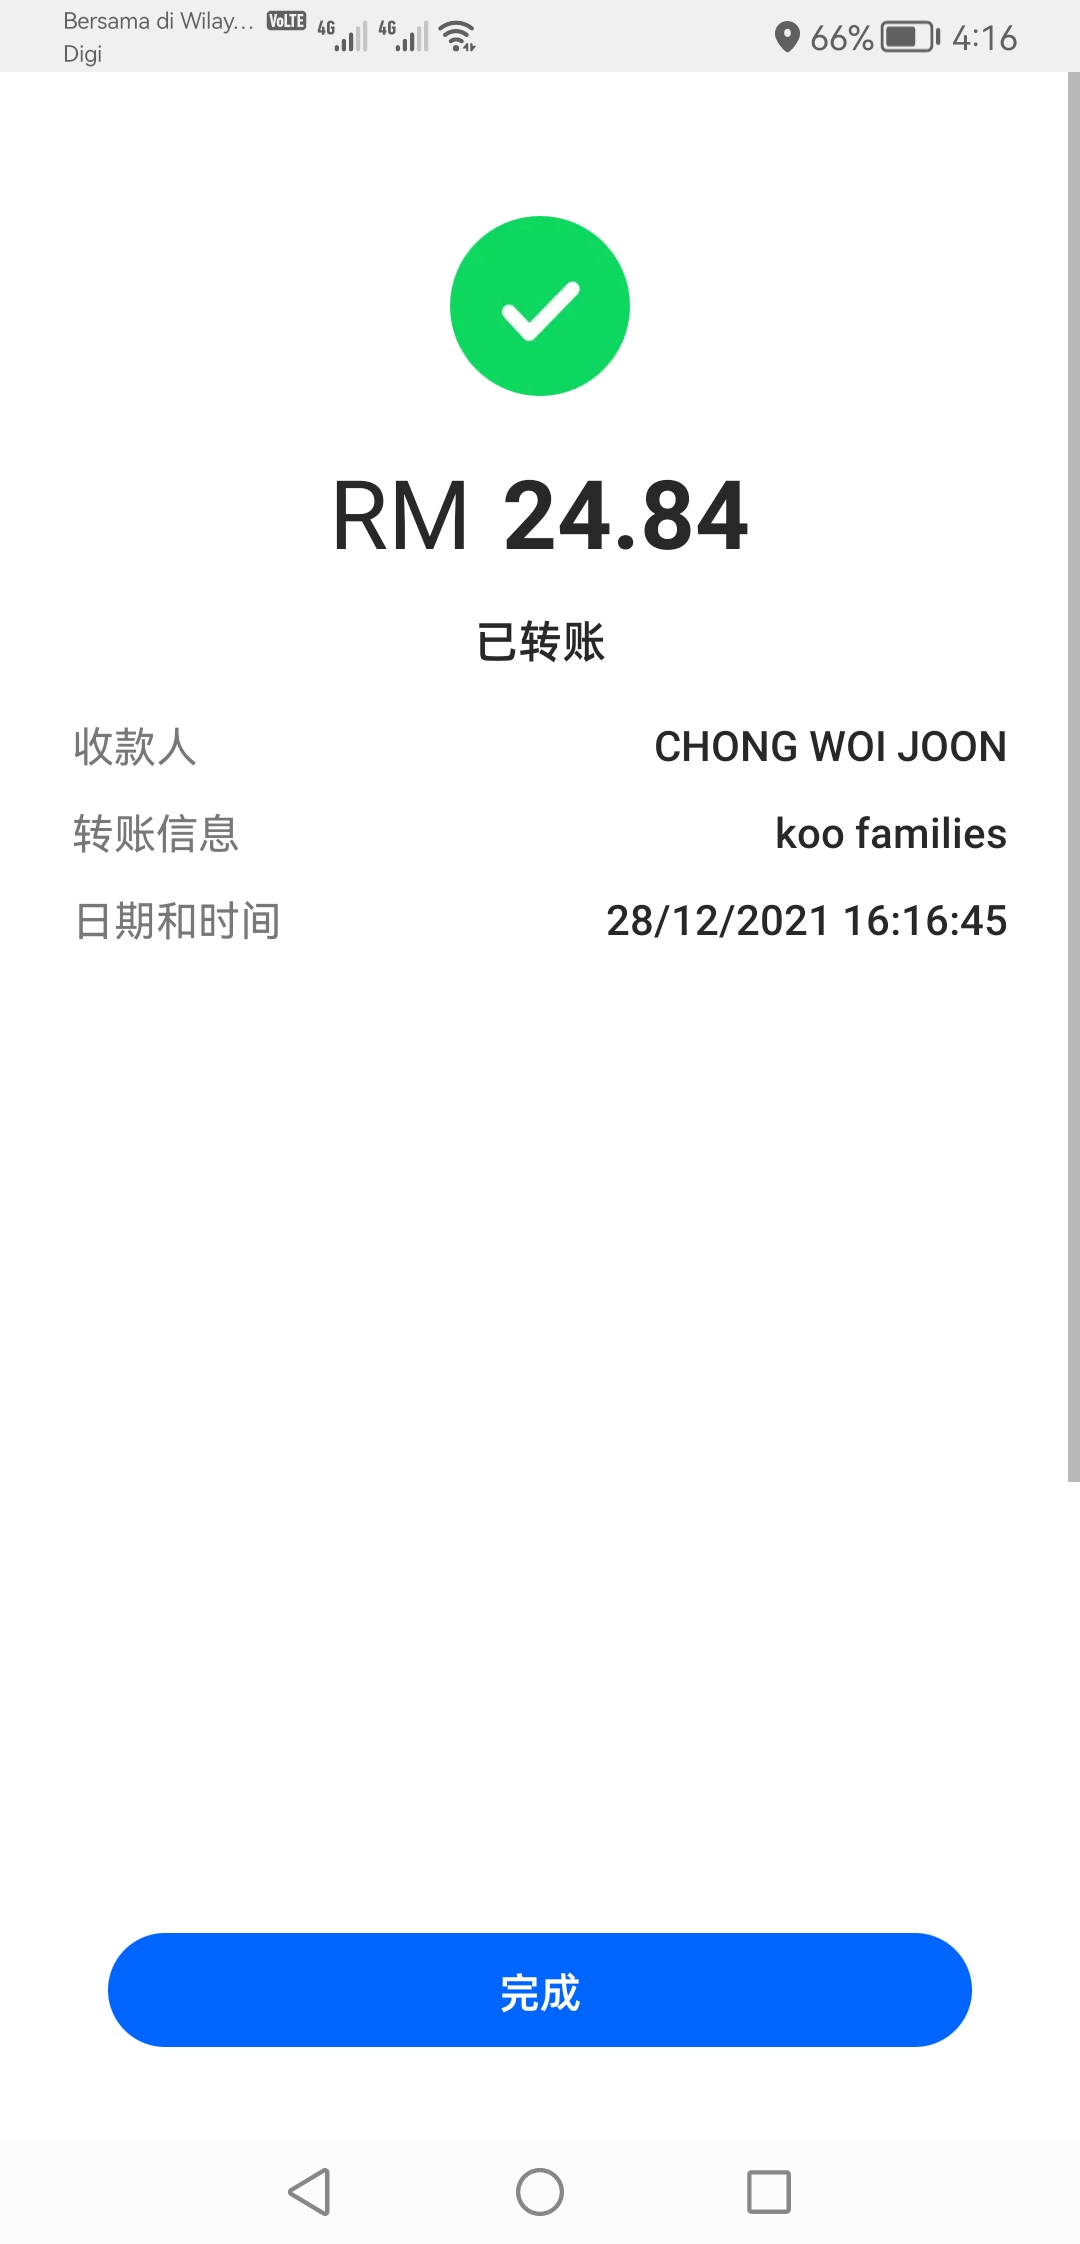 Bersama di Wilay... VoLTE 4G 4G 66% 4:16
Digi
RM 24.84
已转账
收款人 CHONG WOI JOON
转账信息 koo families
日期和时间 28/12/2021 16:16:45
完成